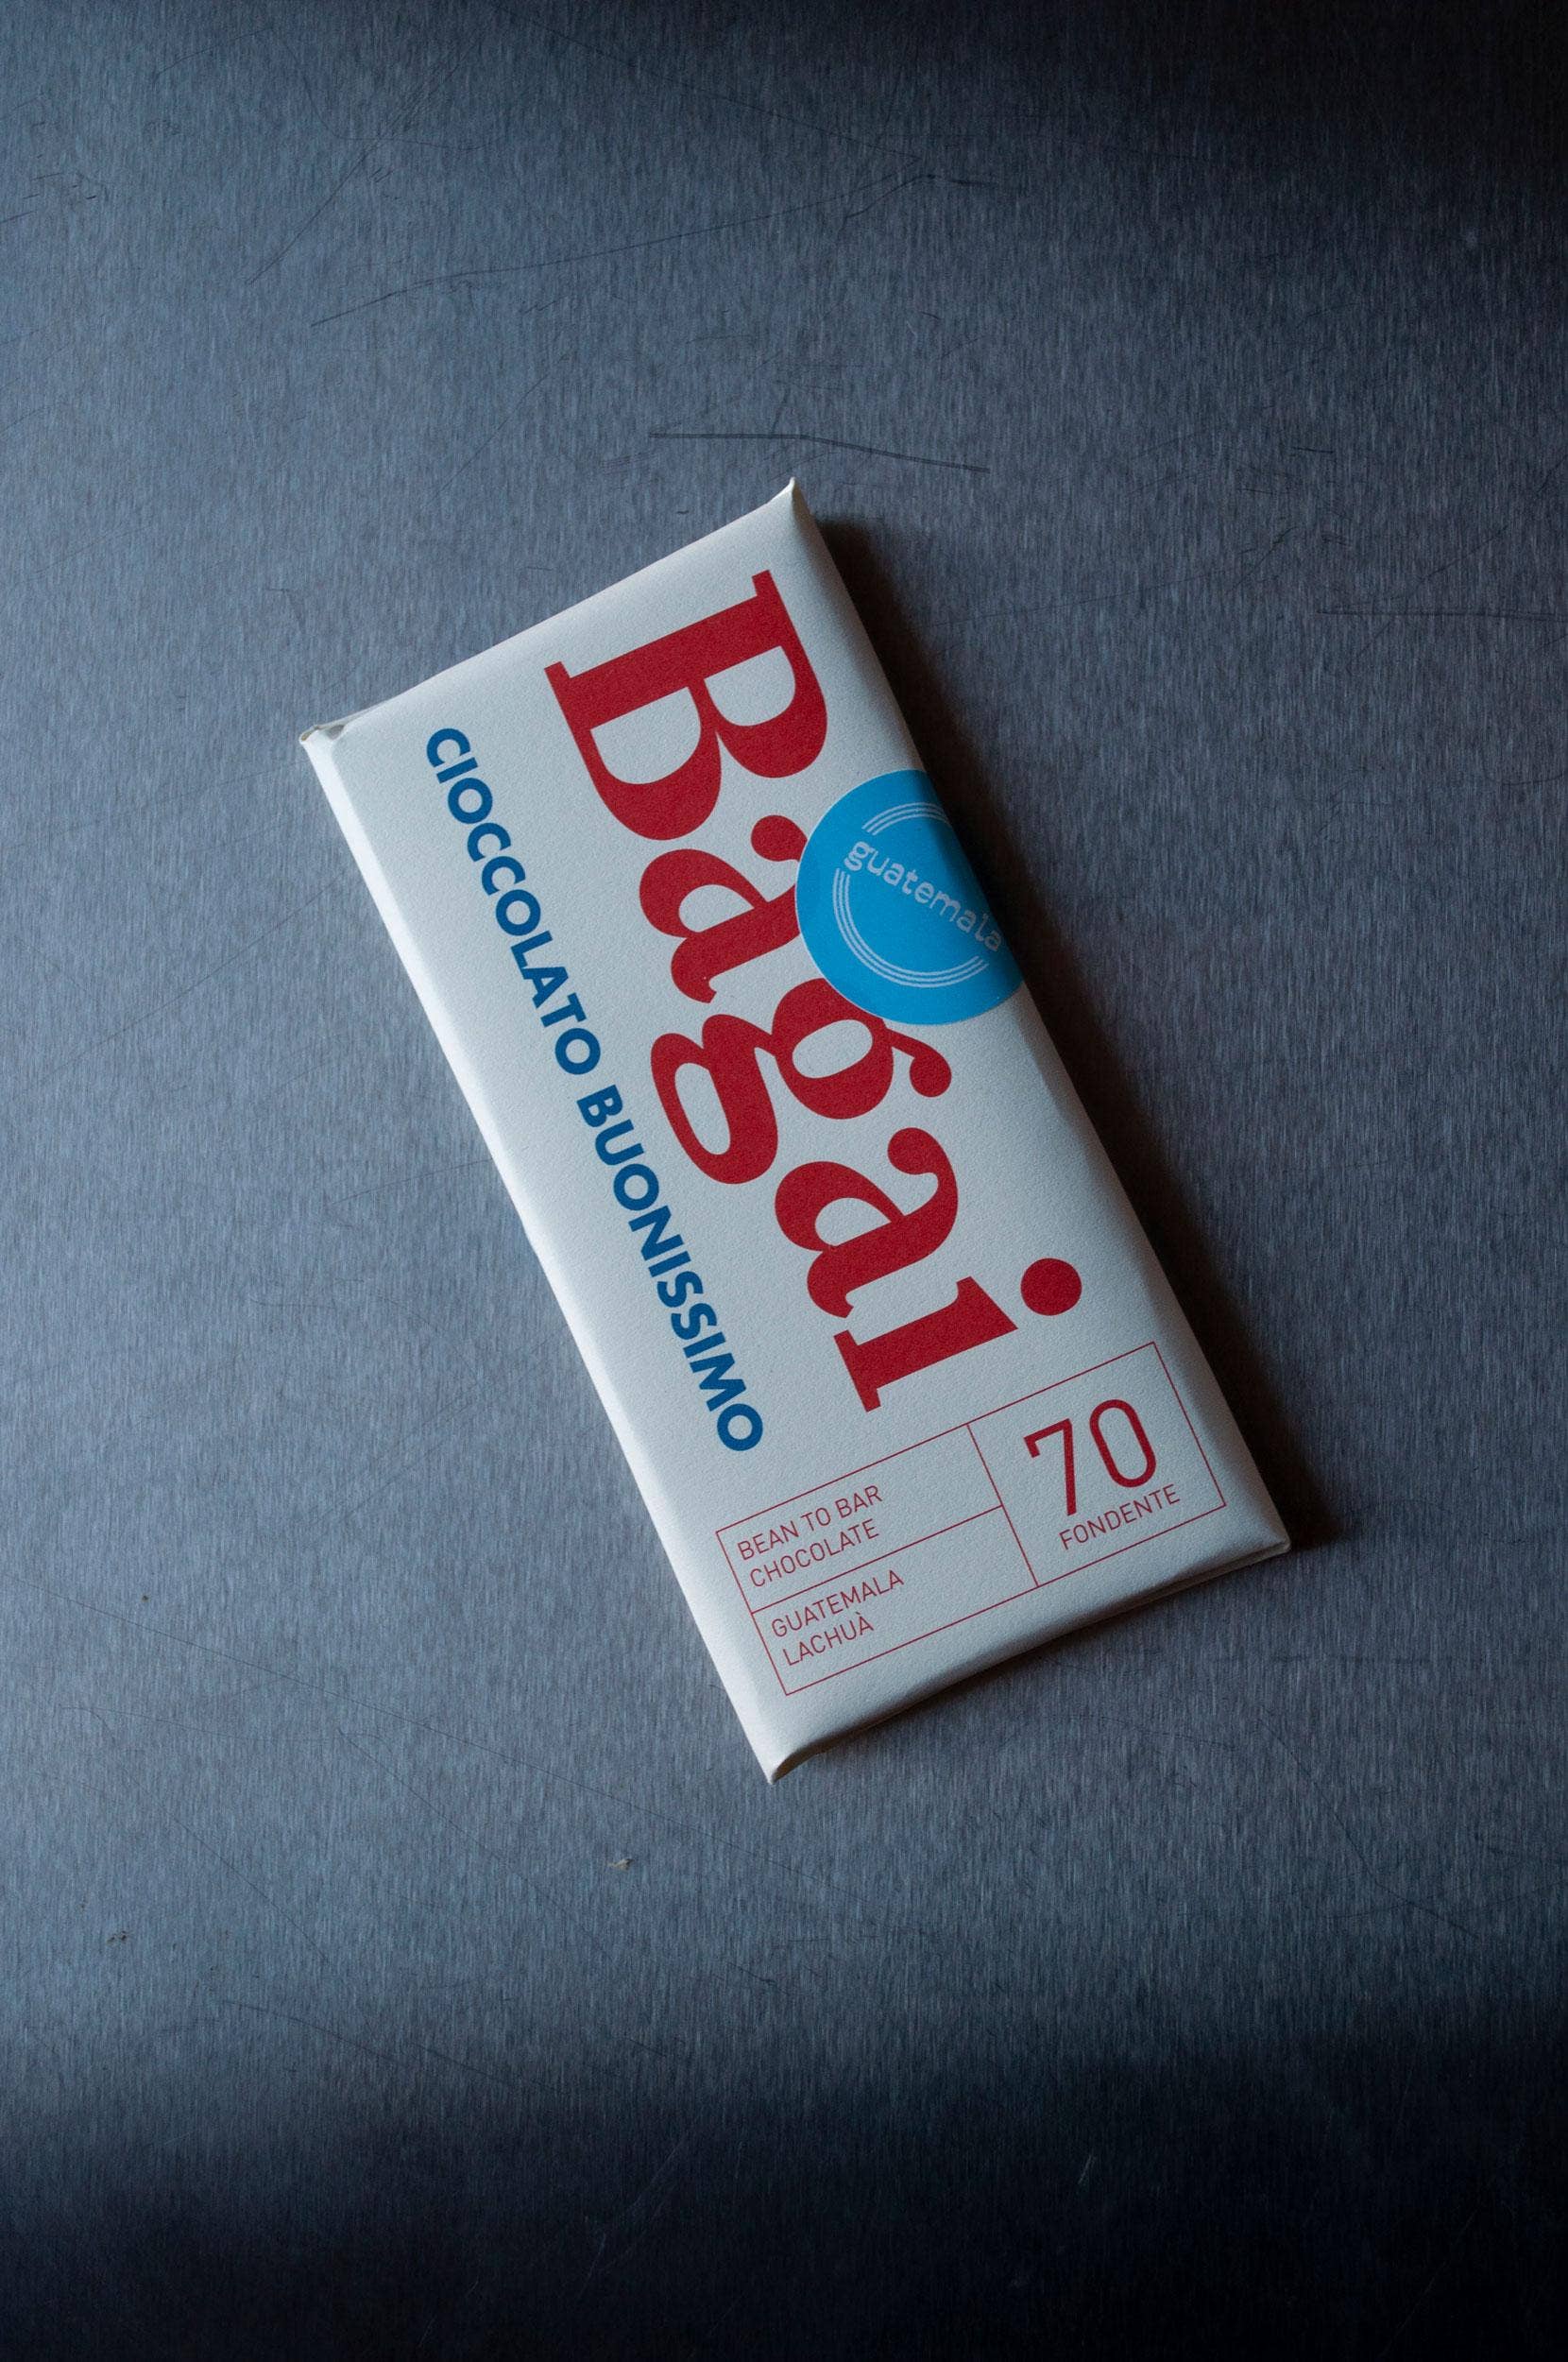 Bagai
guatemala
CIOCCOLATO BUONISSIMO
BEAN TO BAR
CHOCOLATE
GUATEMALA
LACHUÀ
70
FONDENTE